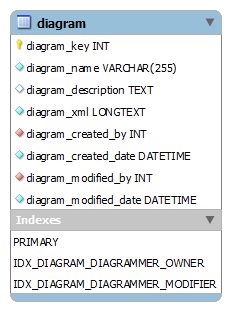 diagram
diagram_key INT
diagram_name VARCHAR(255)
diagram_description TEXT
diagram_xml LONGTEXT
diagram_created_by INT
diagram_created_date DATETIME
diagram_modified_by INT
diagram_modified_date DATETIME
Indexes
PRIMARY
IDX_DIAGRAM_DIAGRAMMER_OWNER
IDX_DIAGRAM_DIAGRAMMER_MODIFIER